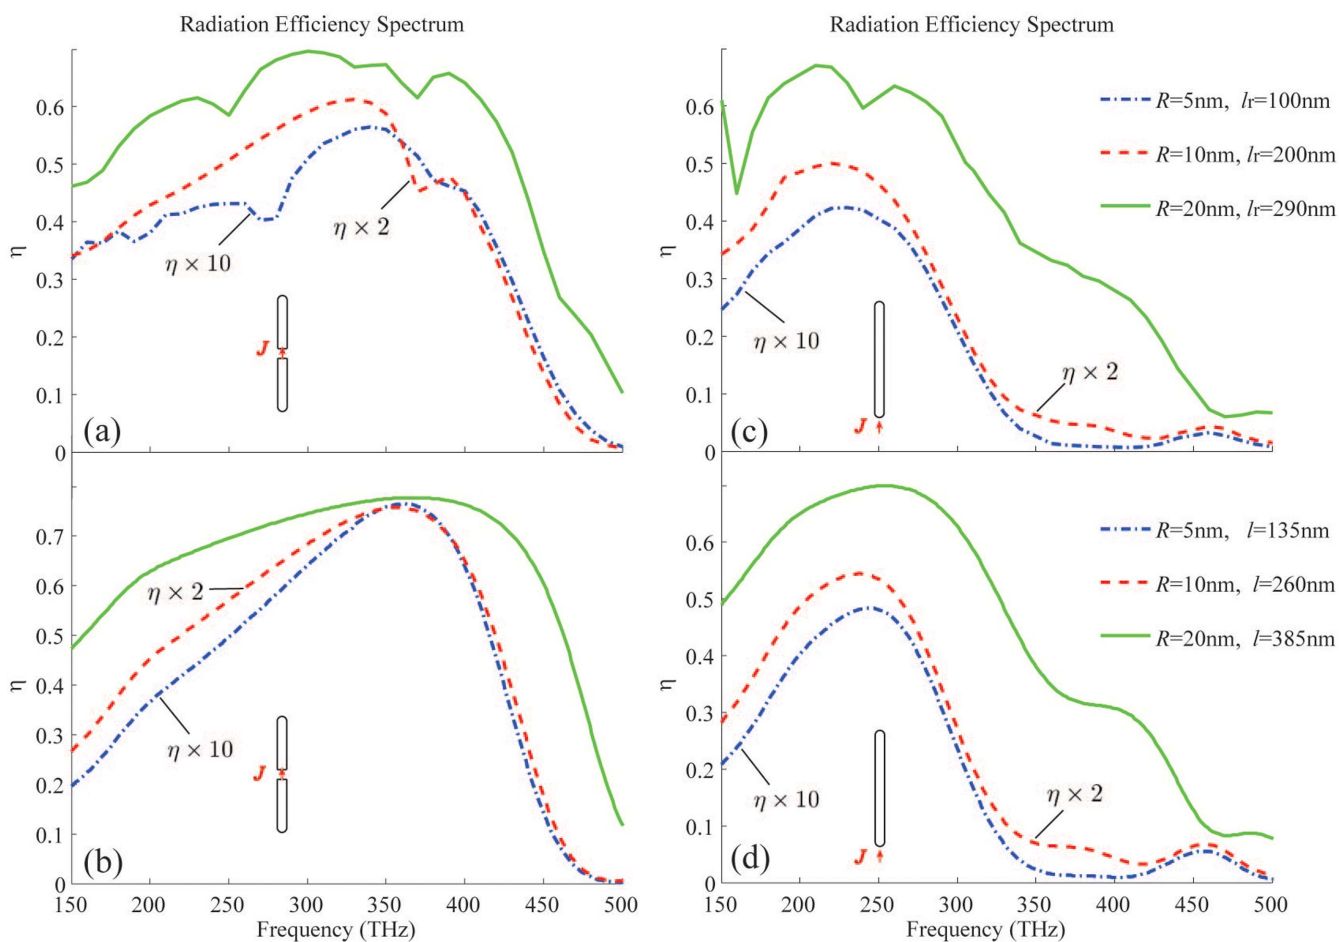 Radiation Efficiency Spectrum
η
0.6
0.5
0.4
0.3
0.2
0.1
0
η × 2
η × 10
J
(a)
Radiation Efficiency Spectrum
η
0.6
0.5
0.4
0.3
0.2
0.1
0
η × 10
η × 2
J
(c)
R=5nm, lr=100nm
R=10nm, lr=200nm
R=20nm, lr=290nm
η
0.7
0.6
0.5
0.4
0.3
0.2
0.1
0
η × 2
η × 10
J
(b)
150 200 250 300 350 400 450 500
Frequency (THz)
η
0.6
0.5
0.4
0.3
0.2
0.1
0
η × 10
η × 2
J
(d)
150 200 250 300 350 400 450 500
Frequency (THz)
R=5nm, l=135nm
R=10nm, l=260nm
R=20nm, l=385nm